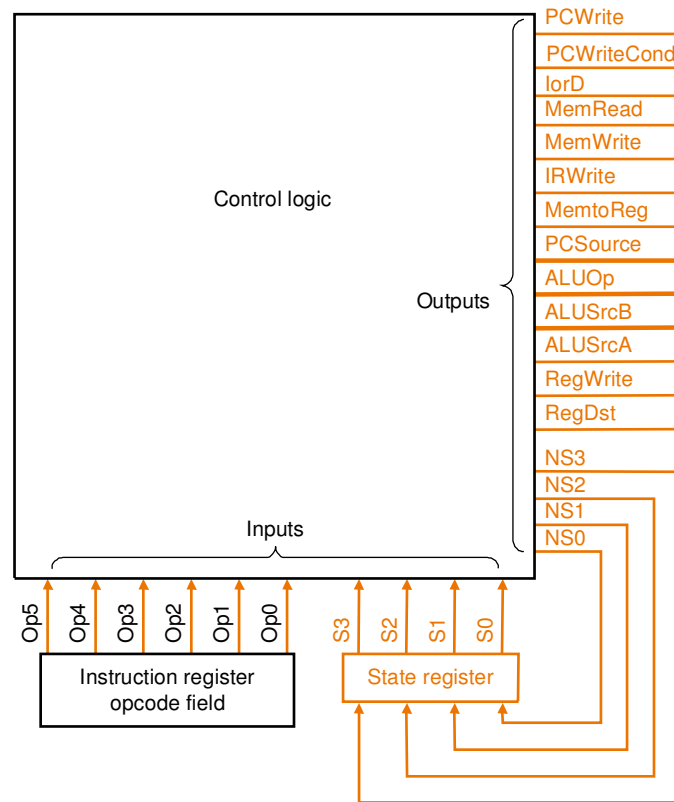 PCWrite
PCWriteCond
IorD
MemRead
MemWrite
IRWrite
MemtoReg
PCSource
ALUOp
ALUSrcB
ALUSrcA
RegWrite
RegDst
NS3
NS2
NS1
NS0
Control logic
Outputs
Inputs
Op5
Op4
Op3
Op2
Op1
Op0
S3
S2
S1
S0
Instruction register
opcode field
State register